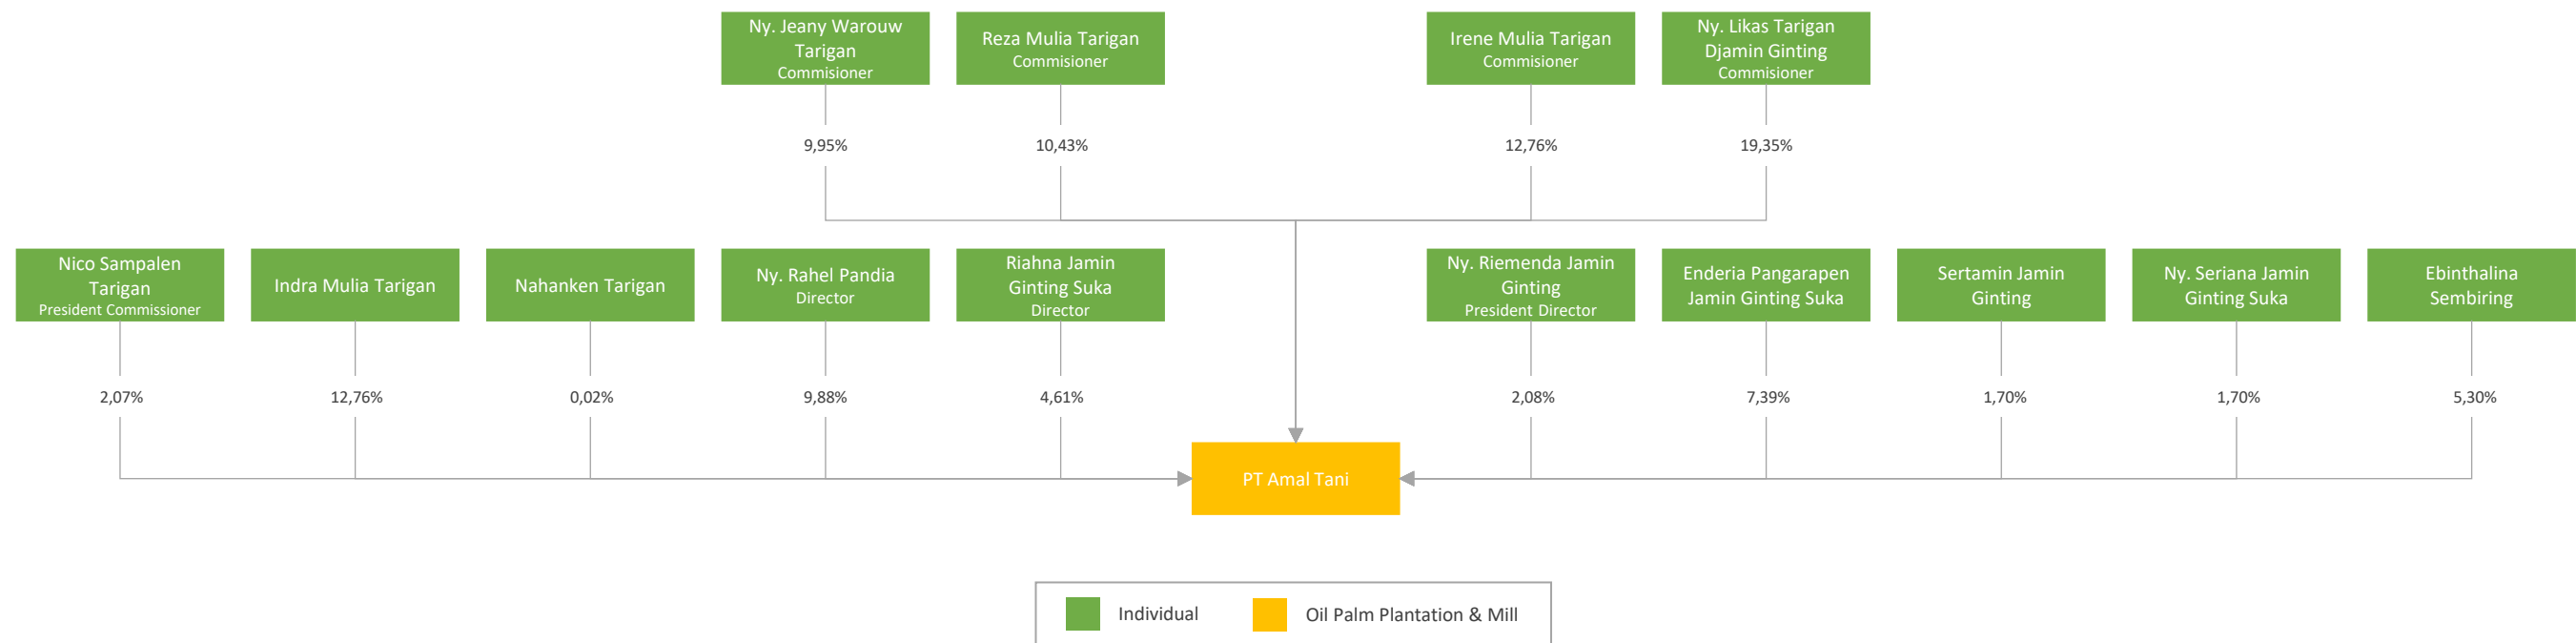 Ny. Jeany Warouw
Tarigan
Commisioner
Reza Mulia Tarigan
Commisioner
Irene Mulia Tarigan
Commisioner
Ny. Likas Tarigan
Djamin Ginting
Commisioner
9,95%
10,43%
12,76%
19,35%
Nico Sampalen
Tarigan
President Commissioner
Indra Mulia Tarigan
Nahanken Tarigan
Ny. Rahel Pandia
Director
Riahna Jamin
Ginting Suka
Director
Ny. Riemenda Jamin
Ginting
President Director
Enderia Pangarapen
Jamin Ginting Suka
Sertamin Jamin
Ginting
Ny. Seriana Jamin
Ginting Suka
Ebinthalina
Sembiring
2,07%
12,76%
0,02%
9,88%
4,61%
2,08%
7,39%
1,70%
1,70%
5,30%
PT Amal Tani
Individual
Oil Palm Plantation & Mill